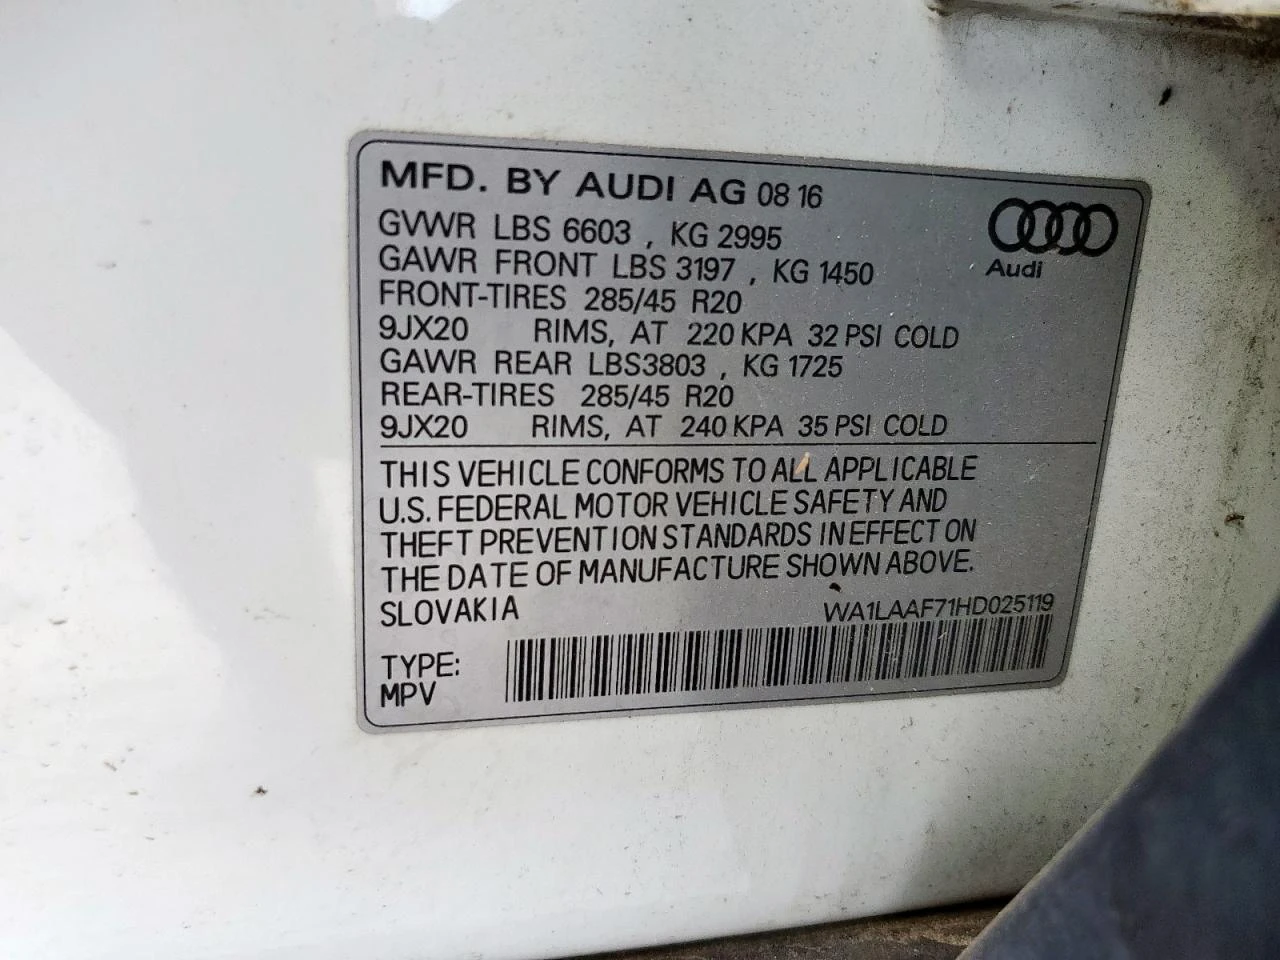 MFD. BY AUDI AG 08 16
GVWR LBS 6603 , KG 2995
GAWR FRONT LBS 3197 , KG 1450
FRONT-TIRES 285/45 R20
9JX20 RIMS, AT 220 KPA 32 PSI COLD
GAWR REAR LBS3803 , KG 1725
REAR-TIRES 285/45 R20
9JX20 RIMS, AT 240 KPA 35 PSI COLD
Audi
THIS VEHICLE CONFORMS TO ALL APPLICABLE
U.S. FEDERAL MOTOR VEHICLE SAFETY AND
THEFT PREVENTION STANDARDS IN EFFECT ON
THE DATE OF MANUFACTURE SHOWN ABOVE.
SLOVAKIA WA1LAAF71HD025119
TYPE:
MPV